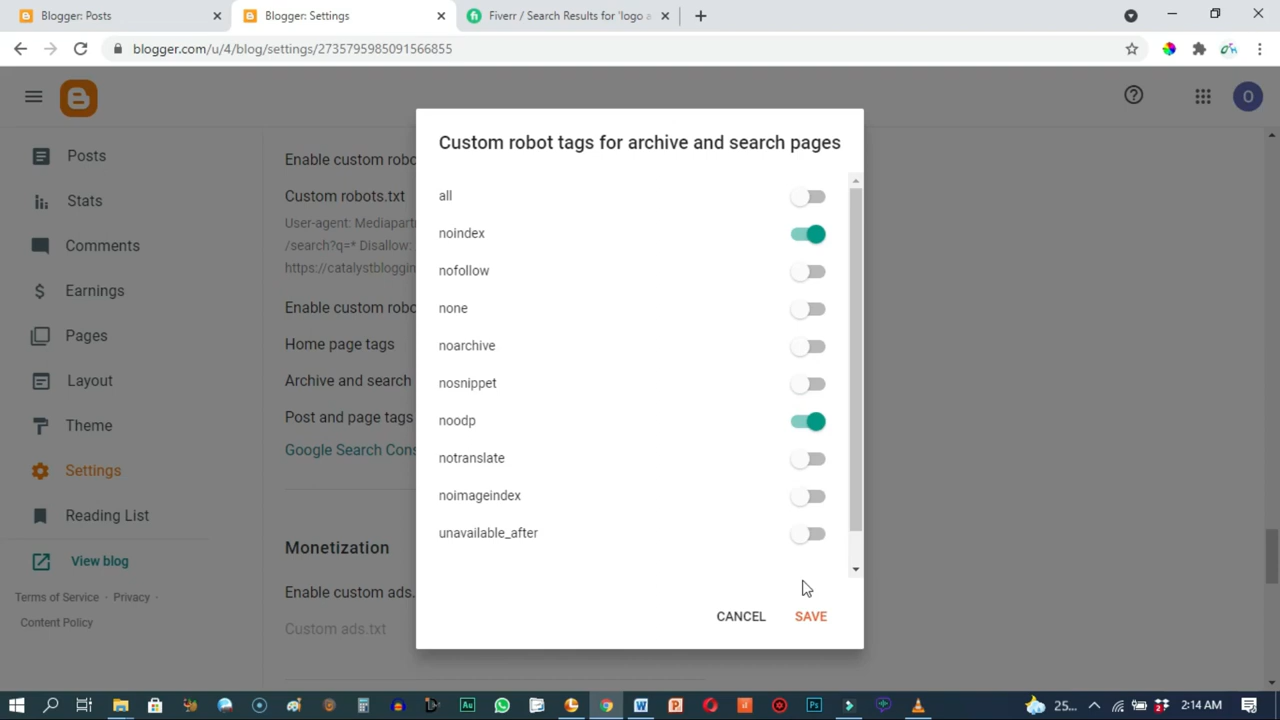 Blogger: Posts
Blogger: Settings
Fiverr / Search Results for 'logo a
blogger.com/u/4/blog/settings/2735795985091566855
O
Posts
Stats
Comments
Earnings
Pages
Layout
Theme
Settings
Reading List
View blog
Terms of Service · Privacy ·
Content Policy
Enable custom robo
Custom robots.txt
User-agent: Mediapartn
/search?q=* Disallow:
https://catalystbloggin
Enable custom robo
Home page tags
Archive and search
Post and page tags
Google Search Cons
Monetization
Enable custom ads.
Custom ads.txt
Custom robot tags for archive and search pages
all
noindex
nofollow
none
noarchive
nosnippet
noodp
notranslate
noimageindex
unavailable_after
CANCEL
SAVE
25...
2:14 AM